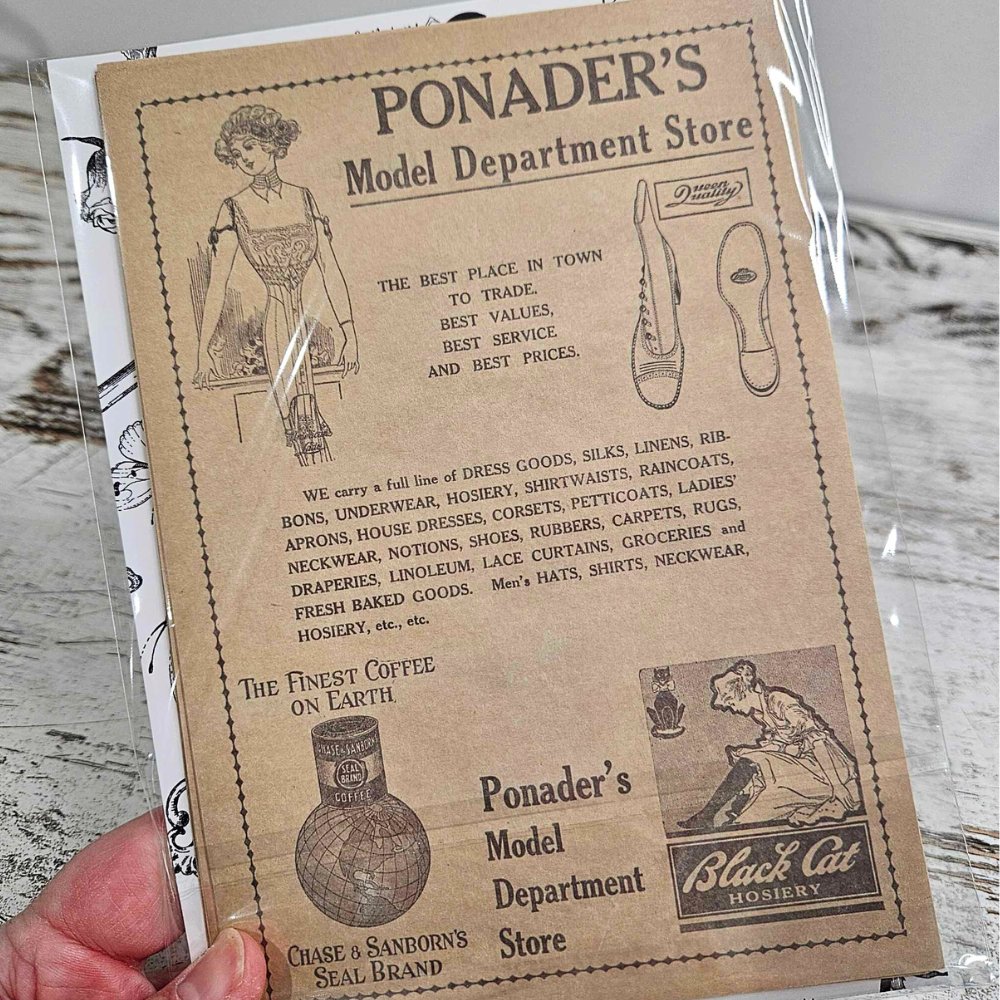 PONADER'S
Model Department Store
Queen Quality
THE BEST PLACE IN TOWN
TO TRADE.
BEST VALUES,
BEST SERVICE
AND BEST PRICES.
WE carry a full line of DRESS GOODS, SILKS, LINENS, RIB-
BONS, UNDERWEAR, HOSIERY, SHIRTWAISTS, RAINCOATS,
APRONS, HOUSE DRESSES, CORSETS, PETTICOATS, LADIES'
NECKWEAR, NOTIONS, SHOES, RUBBERS, CARPETS, RUGS,
DRAPERIES, LINOLEUM, LACE CURTAINS, GROCERIES and
FRESH BAKED GOODS. Men's HATS, SHIRTS, NECKWEAR,
HOSIERY, etc., etc.
THE FINEST COFFEE
ON EARTH
CHASE & SANBORN'S
SEAL
BRAND
COFFEE
CHASE & SANBORN'S
SEAL BRAND
Ponader's
Model
Department
Store
Black Cat
HOSIERY